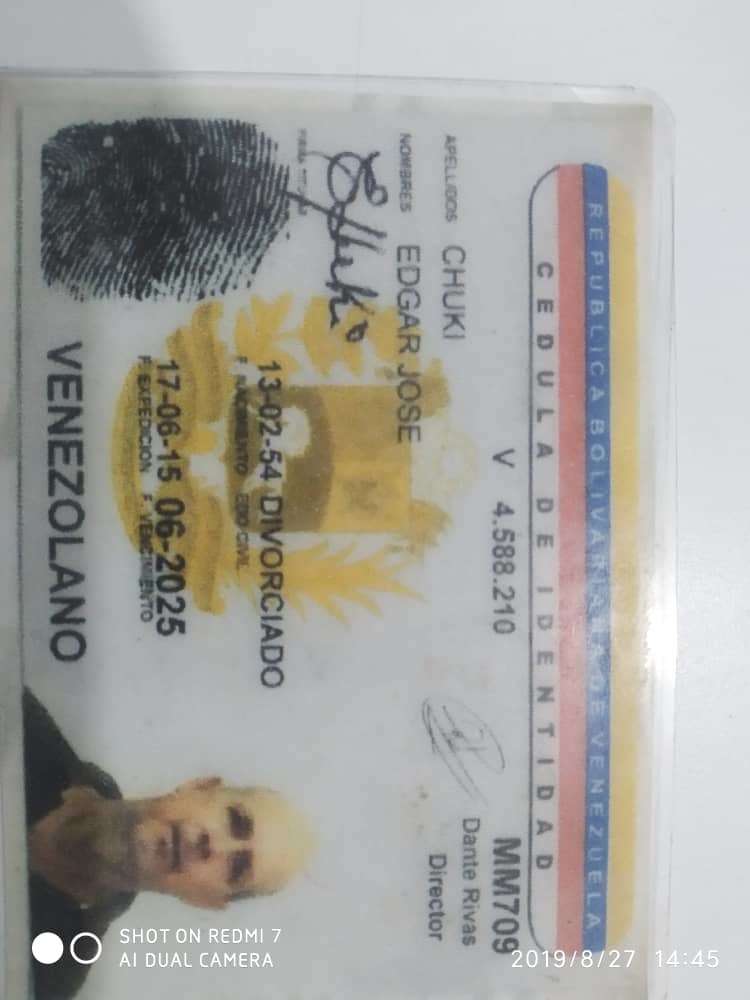 REPUBLICA BOLIVARIANA DE VENEZUELA
CEDULA DE IDENTIDAD
V 4.588.210
MM709
APELLIDOS CHUKI
Dante Rivas
Director
NOMBRES EDGAR JOSE
FIRMA TITULAR
13-02-54 DIVORCIADO
F. NACIMIENTO EDO CIVIL
17-06-15 06-2025
F. EXPEDICION F. VENCIMIENTO
VENEZOLANO
SHOT ON REDMI 7
AI DUAL CAMERA
2019/8/27 14:45